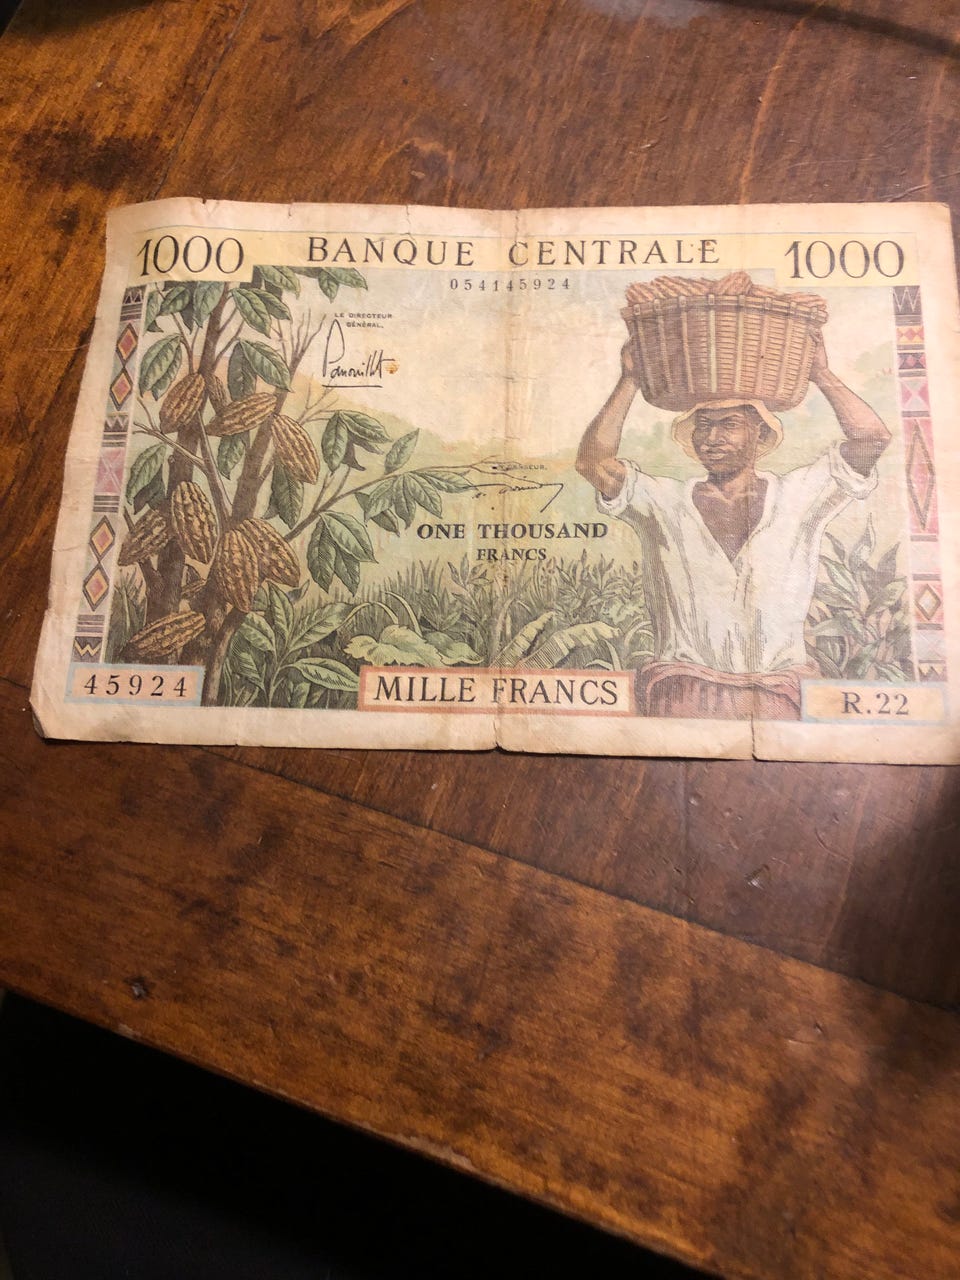 1000 BANQUE CENTRALE 1000
054145924
LE DIRECTEUR
GÉNÉRAL,
ONE THOUSAND
FRANCS
45924
MILLE FRANCS
R.22